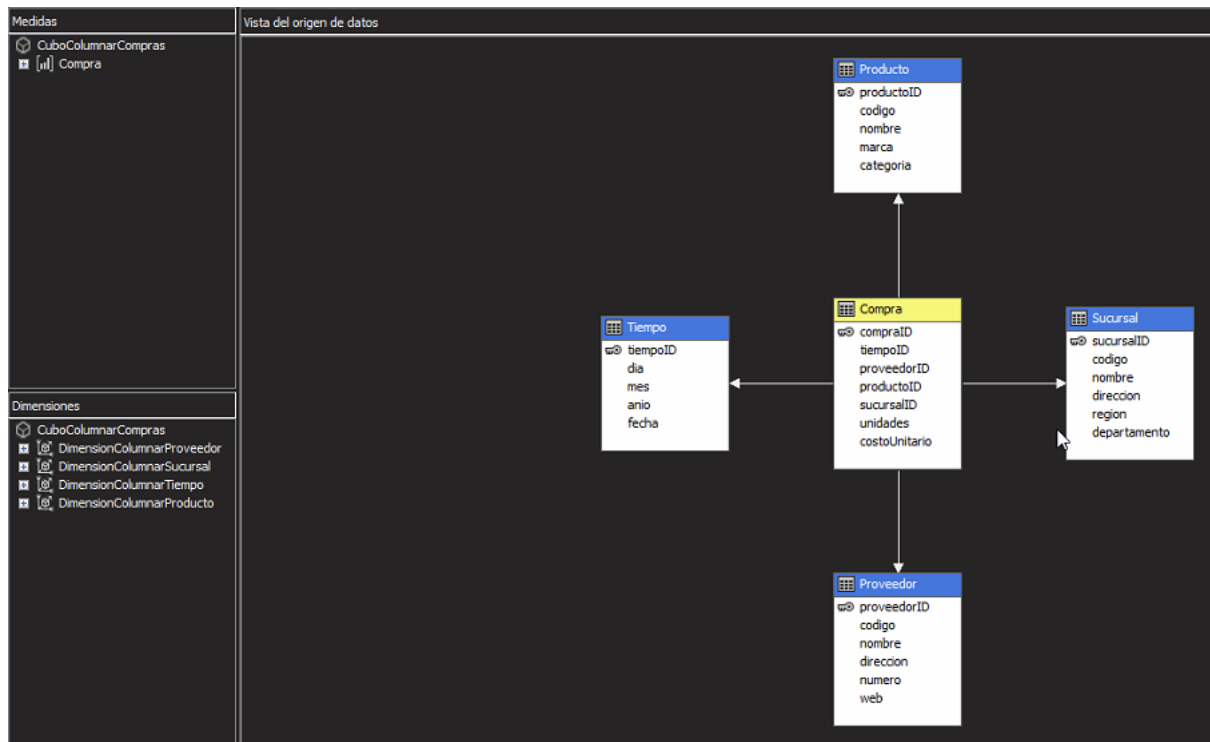 Medidas
CuboColumnarCompras
Compra
Dimensiones
CuboColumnarCompras
DimensionColumnarProveedor
DimensionColumnarSucursal
DimensionColumnarTiempo
DimensionColumnarProducto
Vista del origen de datos
Producto
productoID
codigo
nombre
marca
categoria
Tiempo
tiempoID
dia
mes
anio
fecha
Compra
compraID
tiempoID
proveedorID
productoID
sucursalID
unidades
costoUnitario
Sucursal
sucursalID
codigo
nombre
direccion
region
departamento
Proveedor
proveedorID
codigo
nombre
direccion
numero
web